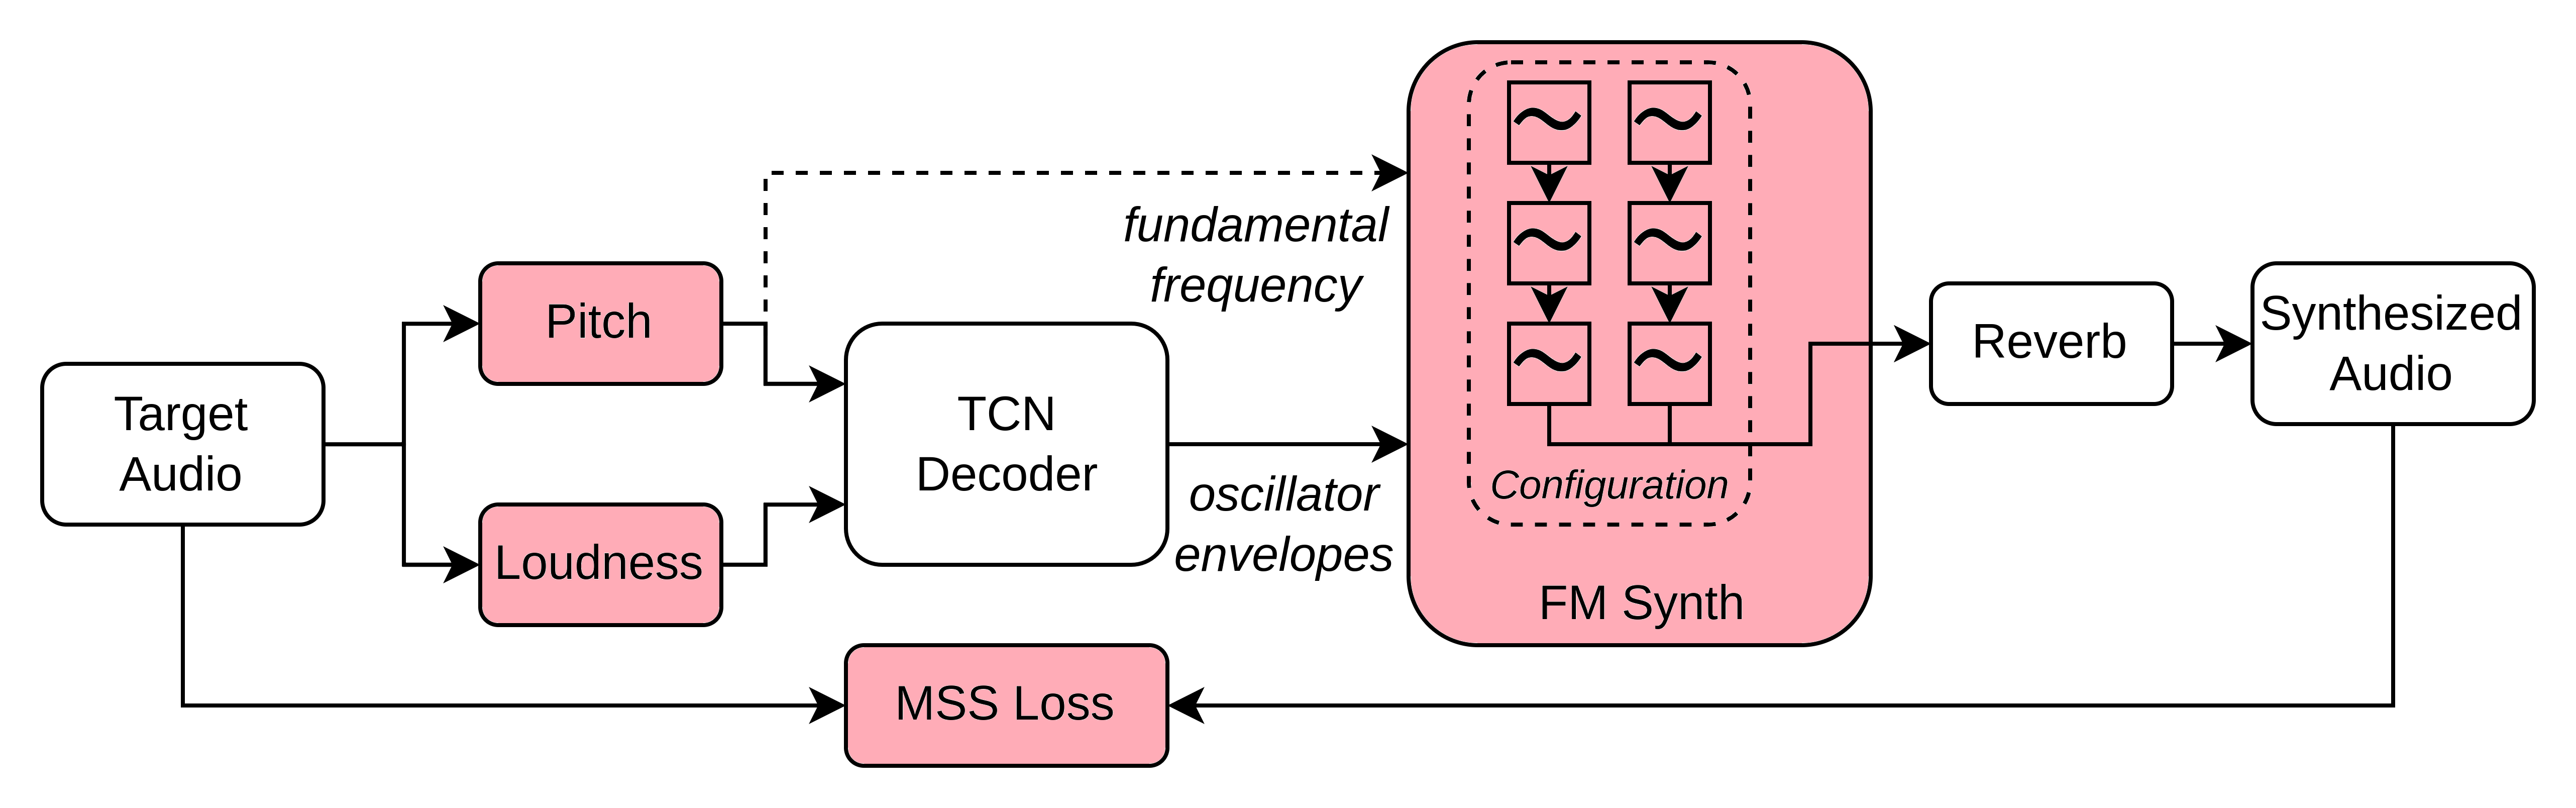 Target
Audio
Pitch
Loudness
TCN
Decoder
fundamental
frequency
oscillator
envelopes
Configuration
FM Synth
Reverb
Synthesized
Audio
MSS Loss